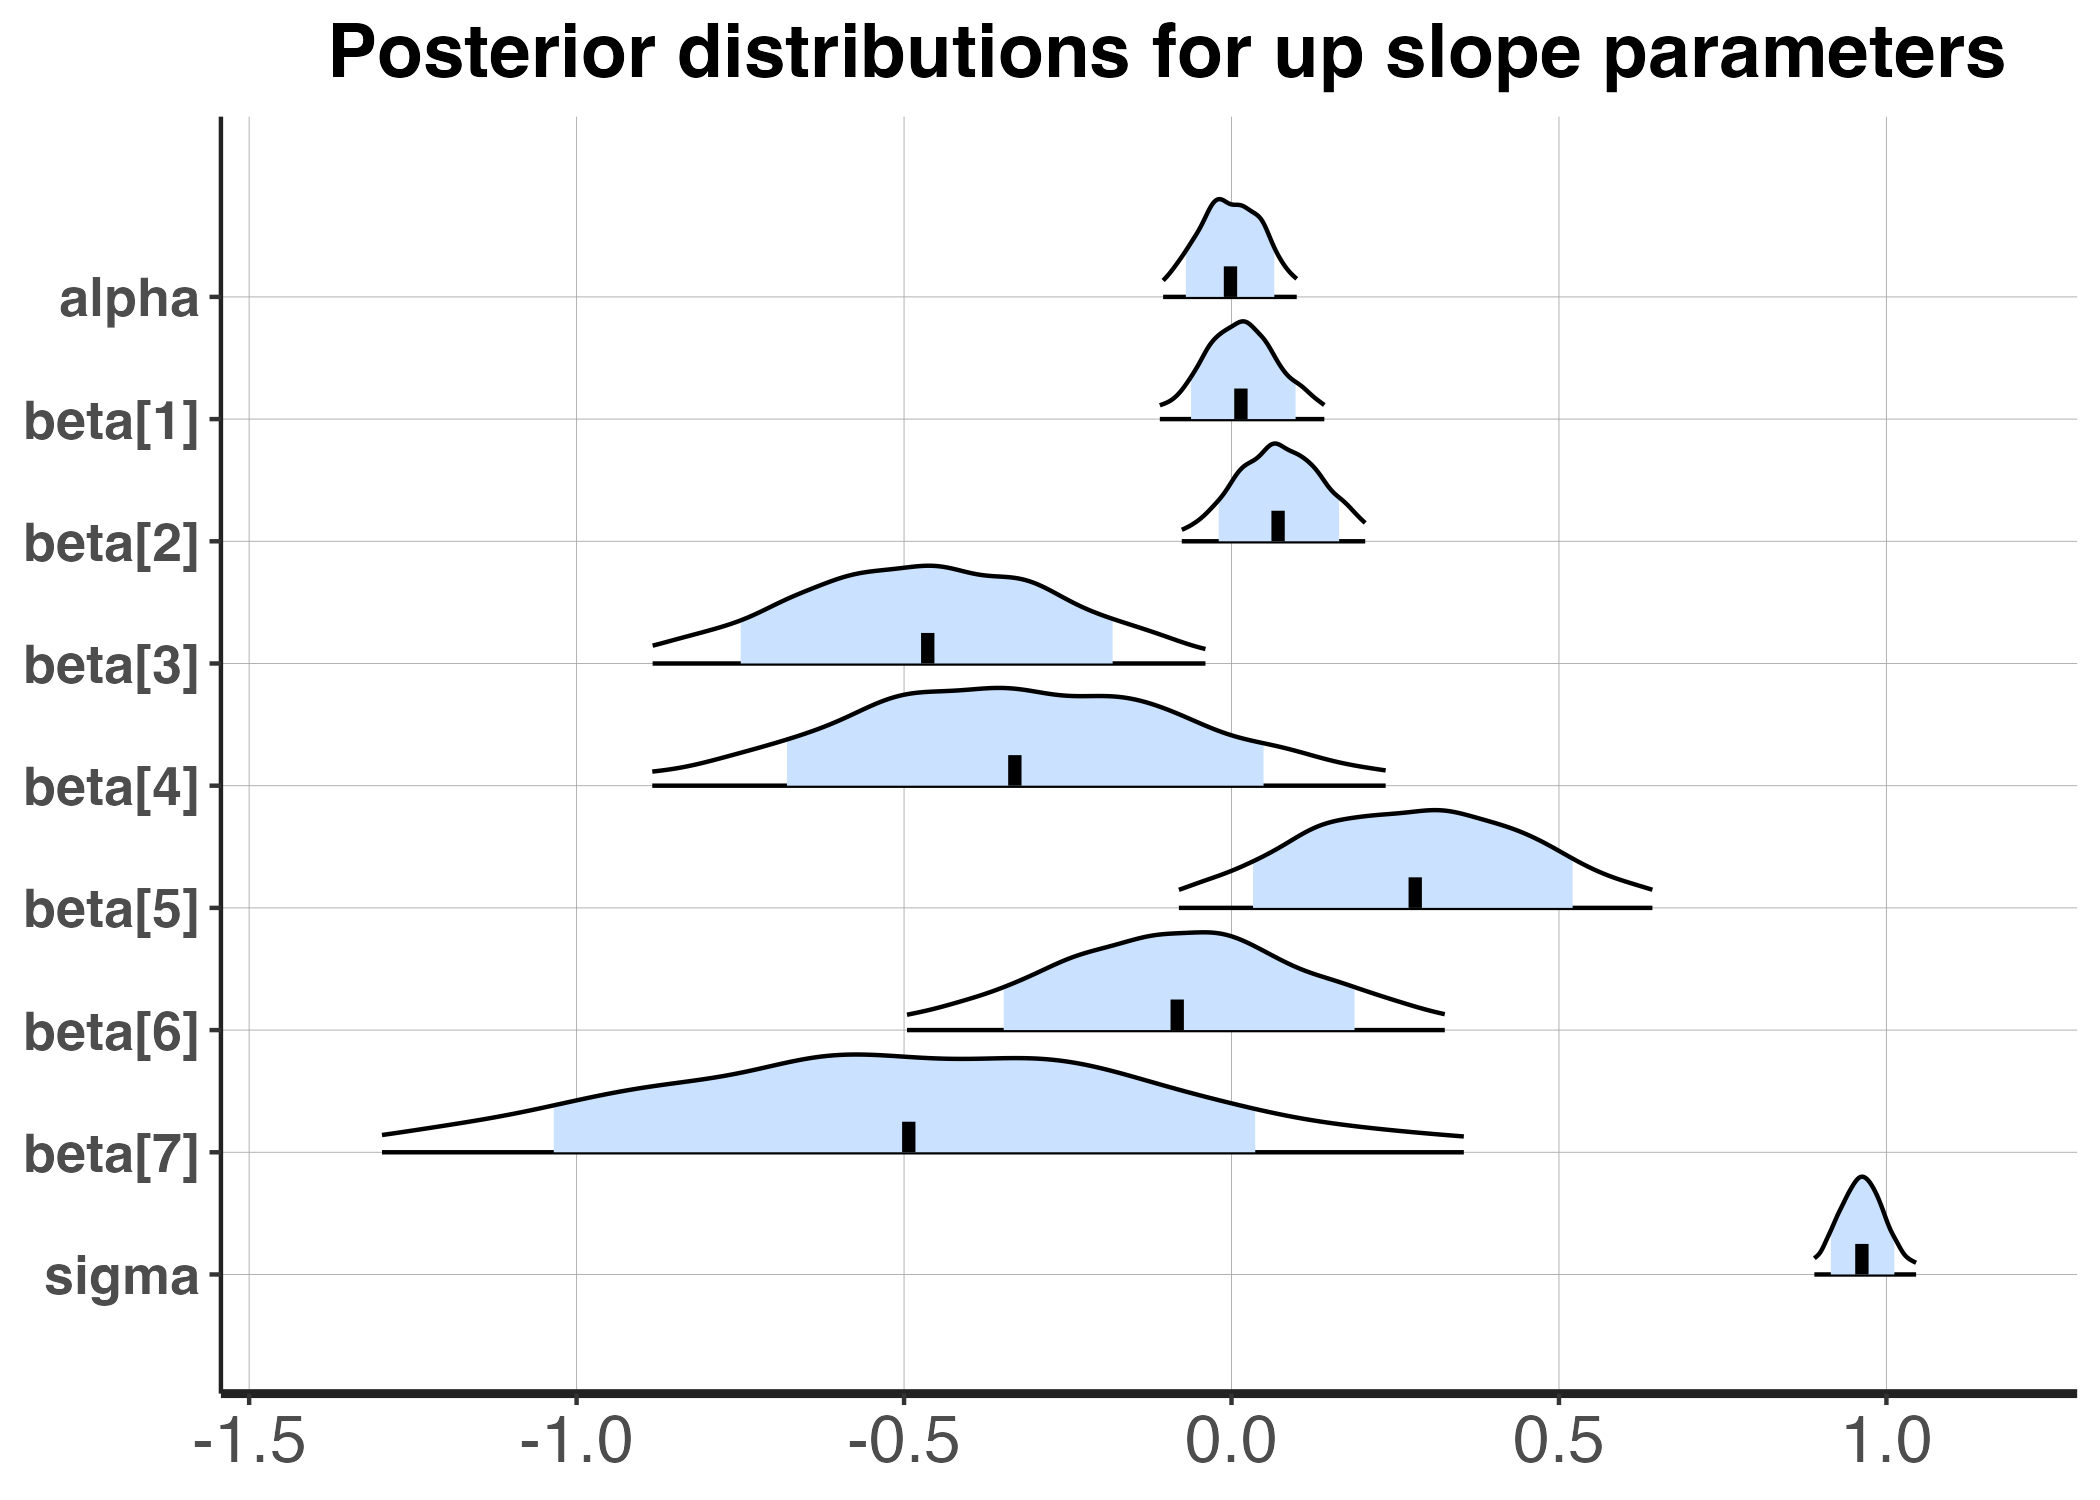 Posterior distributions for up slope parameters
alpha
beta[1]
beta[2]
beta[3]
beta[4]
beta[5]
beta[6]
beta[7]
sigma
-1.5 -1.0 -0.5 0.0 0.5 1.0